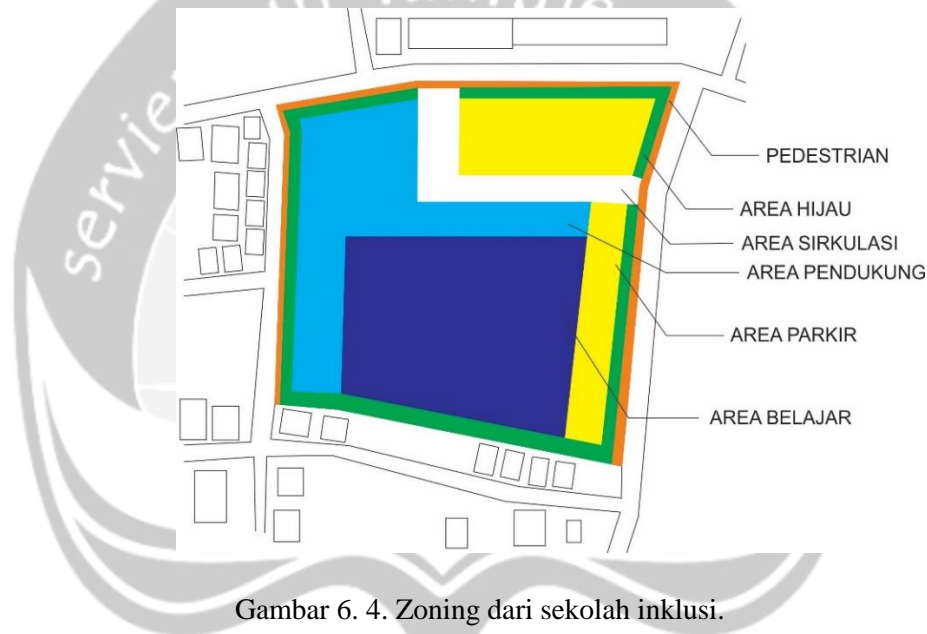 PEDESTRIAN
AREA HIJAU
AREA SIRKULASI
AREA PENDUKUNG
AREA PARKIR
AREA BELAJAR
Gambar 6. 4. Zoning dari sekolah inklusi.